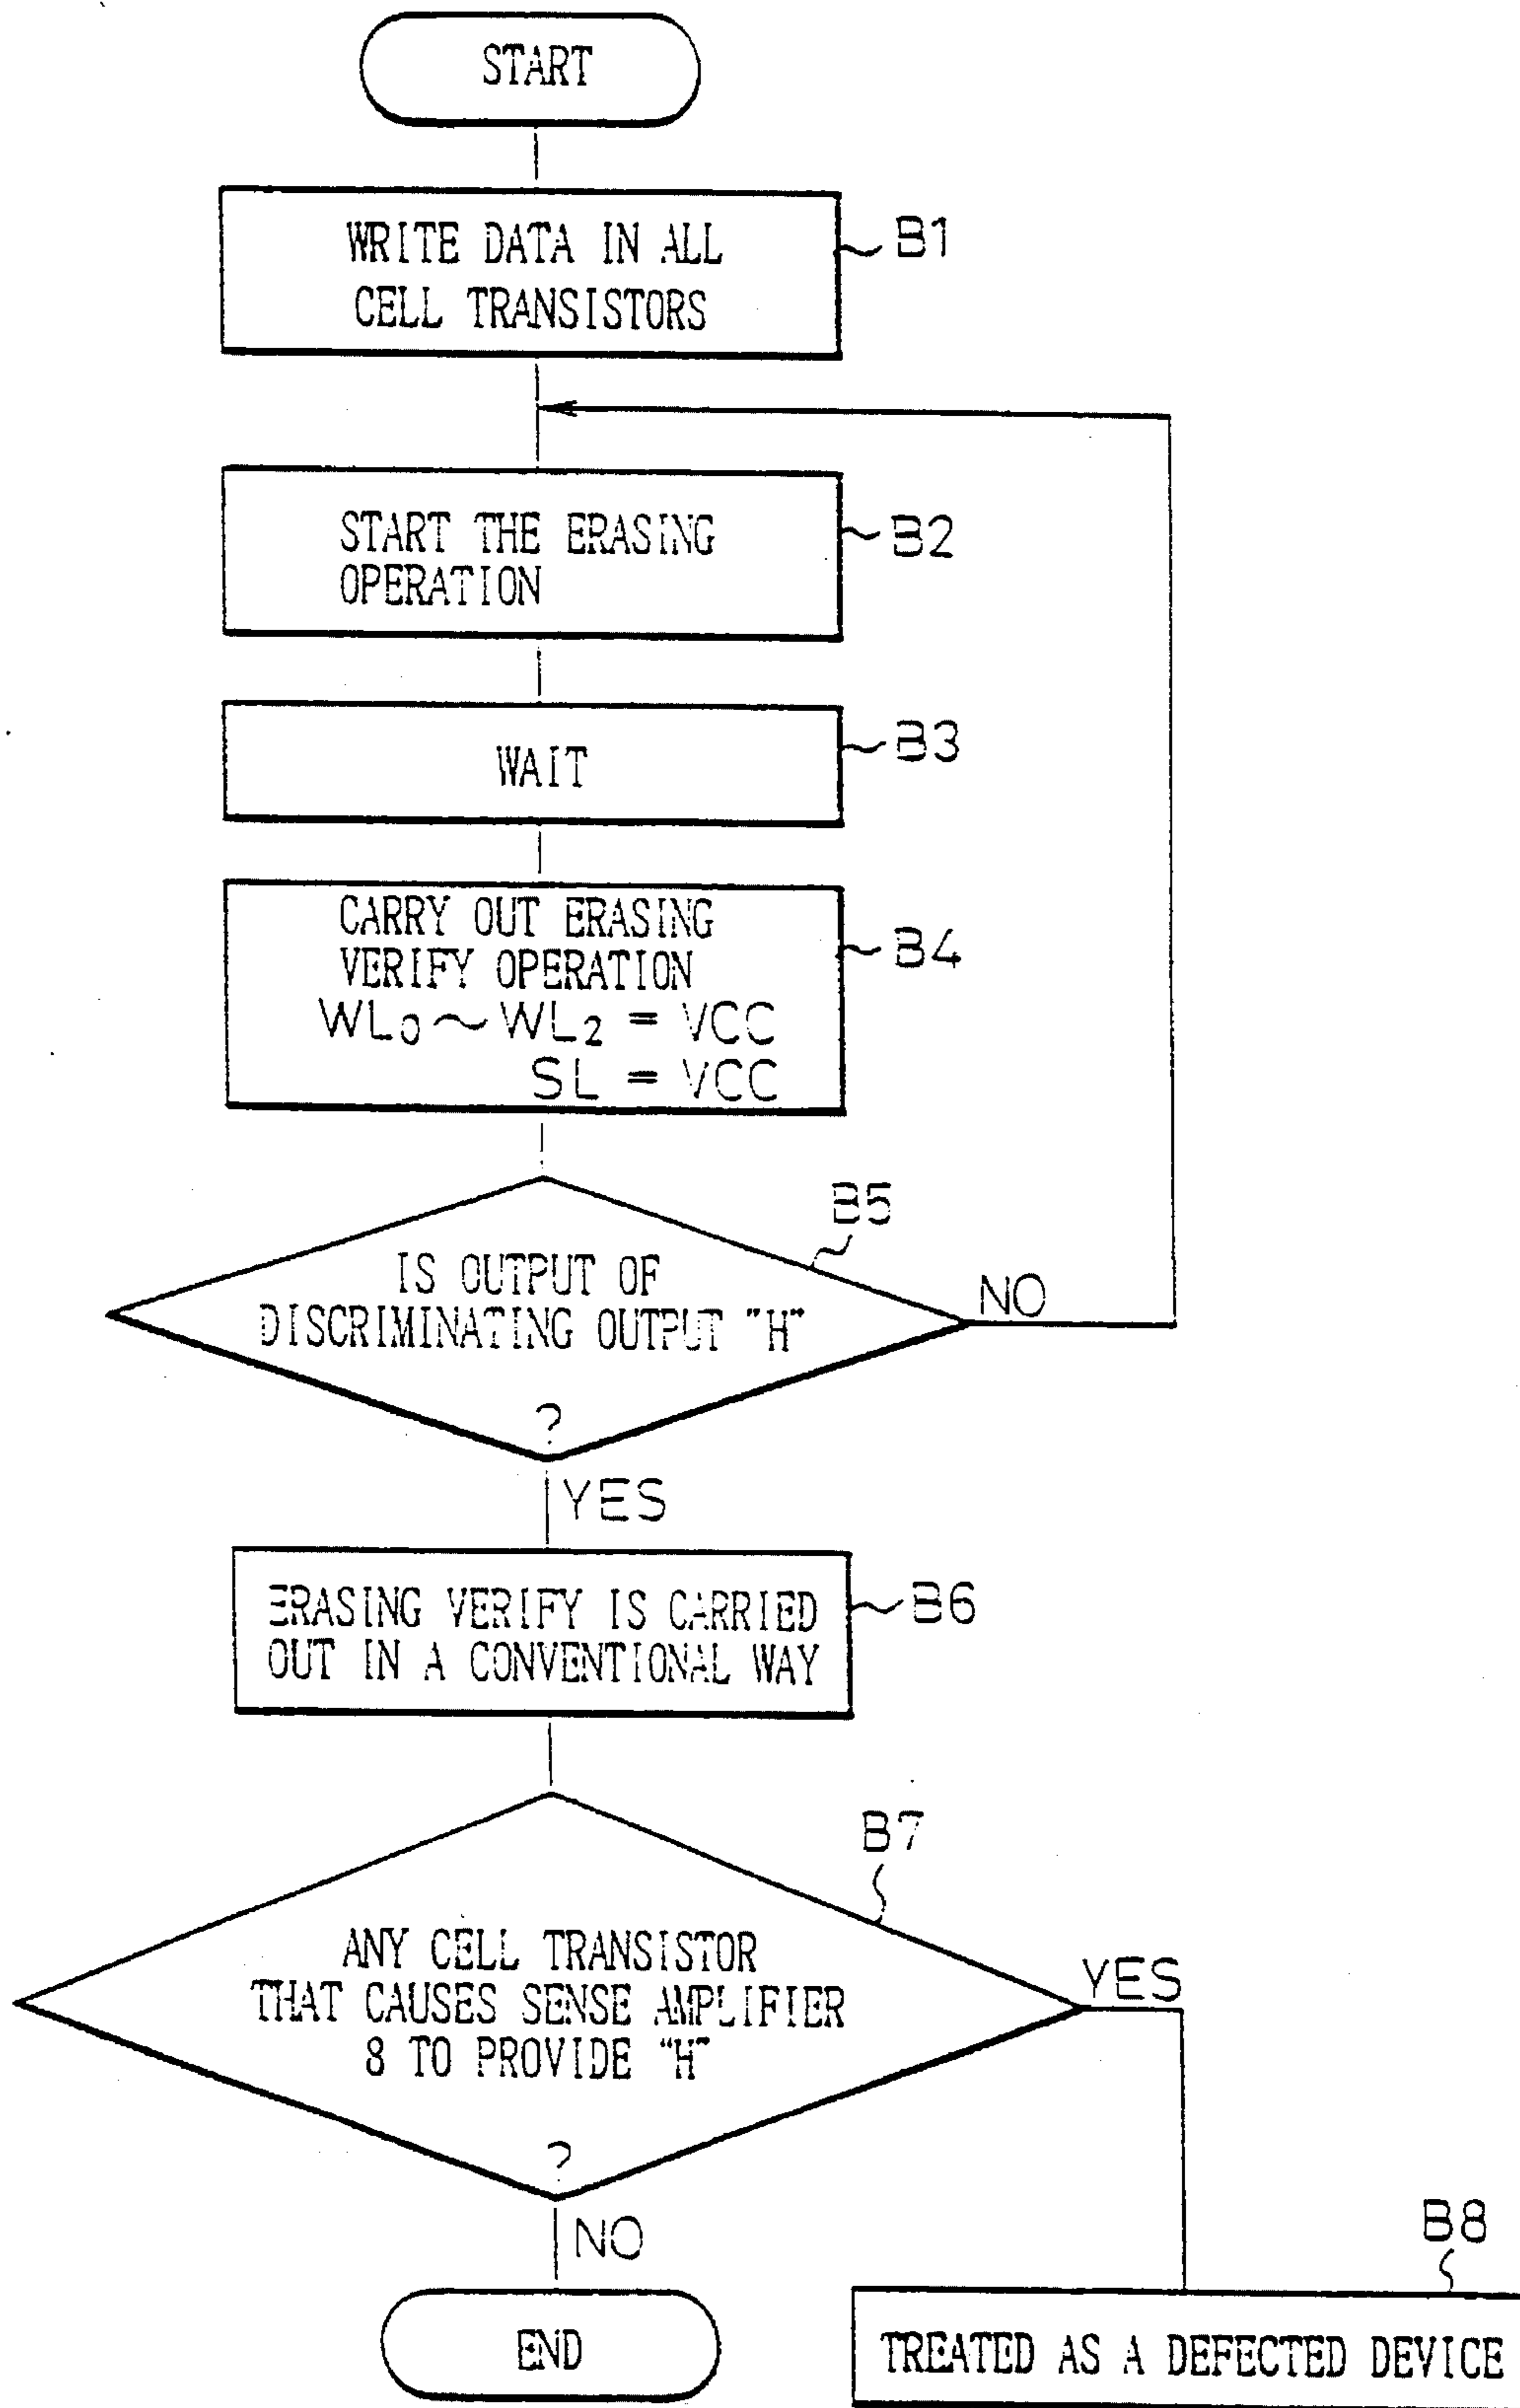 START
WRITE DATA IN ALL
CELL TRANSISTORS
B1
START THE ERASING
OPERATION
B2
WAIT
B3
CARRY OUT ERASING
VERIFY OPERATION
WL₀～WL₂ = VCC
SL = VCC
B4
B5
IS OUTPUT OF
DISCRIMINATING OUTPUT "H"
?
NO
YES
ERASING VERIFY IS CARRIED
OUT IN A CONVENTIONAL WAY
B6
B7
ANY CELL TRANSISTOR
THAT CAUSES SENSE AMPLIFIER
8 TO PROVIDE "H"
?
YES
NO
B8
END
TREATED AS A DEFECTED DEVICE